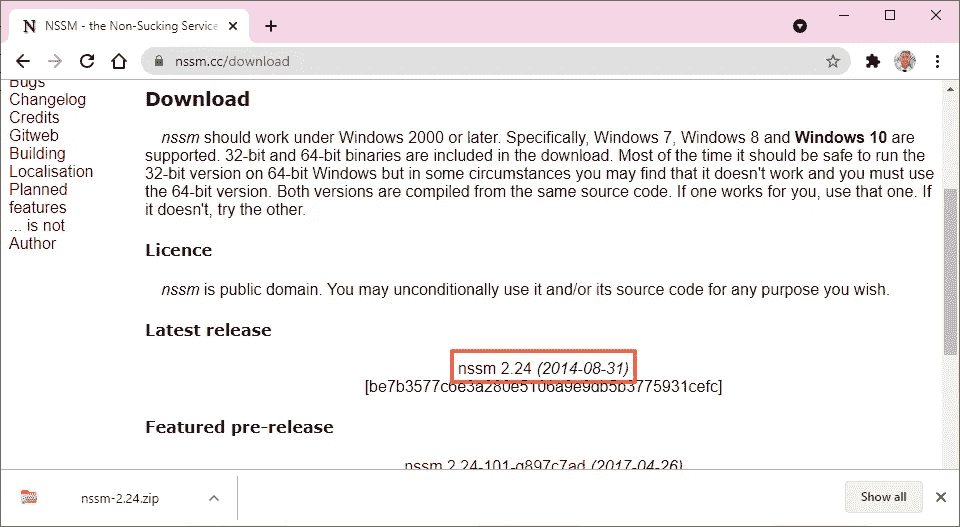 NSSM - the Non-Sucking Service
nssm.cc/download
Bugs
Changelog
Credits
Gitweb
Building
Localisation
Planned
features
... is not
Author
Download
nssm should work under Windows 2000 or later. Specifically, Windows 7, Windows 8 and Windows 10 are
supported. 32-bit and 64-bit binaries are included in the download. Most of the time it should be safe to run the
32-bit version on 64-bit Windows but in some circumstances you may find that it doesn't work and you must use
the 64-bit version. Both versions are compiled from the same source code. If one works for you, use that one. If
it doesn't, try the other.
Licence
nssm is public domain. You may unconditionally use it and/or its source code for any purpose you wish.
Latest release
nssm 2.24 (2014-08-31)
[be7b3577c6e3a280e5106a9e9db5b3775931cefc]
Featured pre-release
nssm 2.24-101-g897c7ad (2017-04-26)
nssm-2.24.zip
Show all